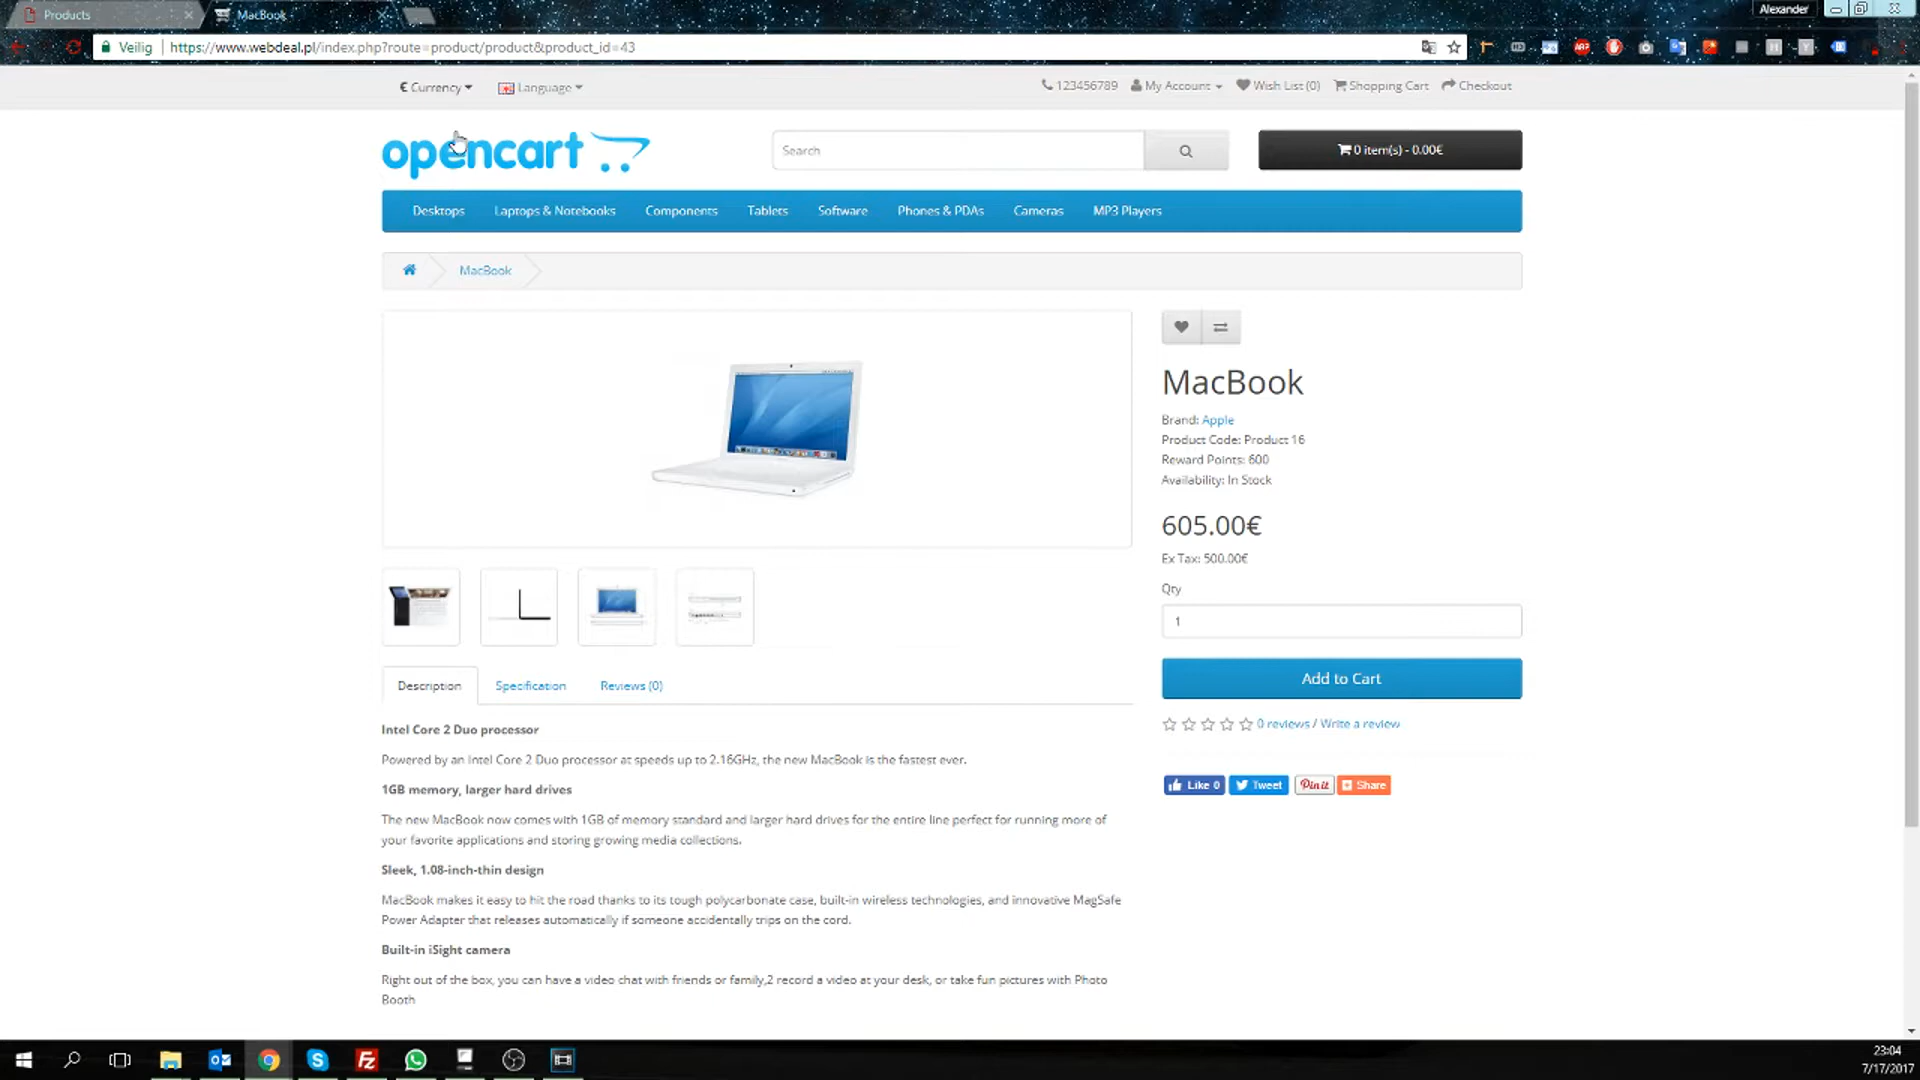 Products
MacBook
Alexander
Veilig
https://www.webdeal.pl/index.php?route=product/product&product_id=43
ABP
€ Currency
Language
123456789
My Account
Wish List (0)
Shopping Cart
Checkout
opencart
Search
0 item(s) - 0.00€
Desktops
Laptops & Notebooks
Components
Tablets
Software
Phones & PDAs
Cameras
MP3 Players
MacBook
MacBook
Brand: Apple
Product Code: Product 16
Reward Points: 600
Availability: In Stock
605.00€
Ex Tax: 500.00€
Qty
1
Add to Cart
0 reviews / Write a review
Like 0
Tweet
Pin it
Share
Description
Specification
Reviews (0)
Intel Core 2 Duo processor
Powered by an Intel Core 2 Duo processor at speeds up to 2.16GHz, the new MacBook is the fastest ever.
1GB memory, larger hard drives
The new MacBook now comes with 1GB of memory standard and larger hard drives for the entire line perfect for running more of
your favorite applications and storing growing media collections.
Sleek, 1.08-inch-thin design
MacBook makes it easy to hit the road thanks to its tough polycarbonate case, built-in wireless technologies, and innovative MagSafe
Power Adapter that releases automatically if someone accidentally trips on the cord.
Built-in iSight camera
Right out of the box, you can have a video chat with friends or family,2 record a video at your desk, or take fun pictures with Photo
Booth
23:04
7/17/2017